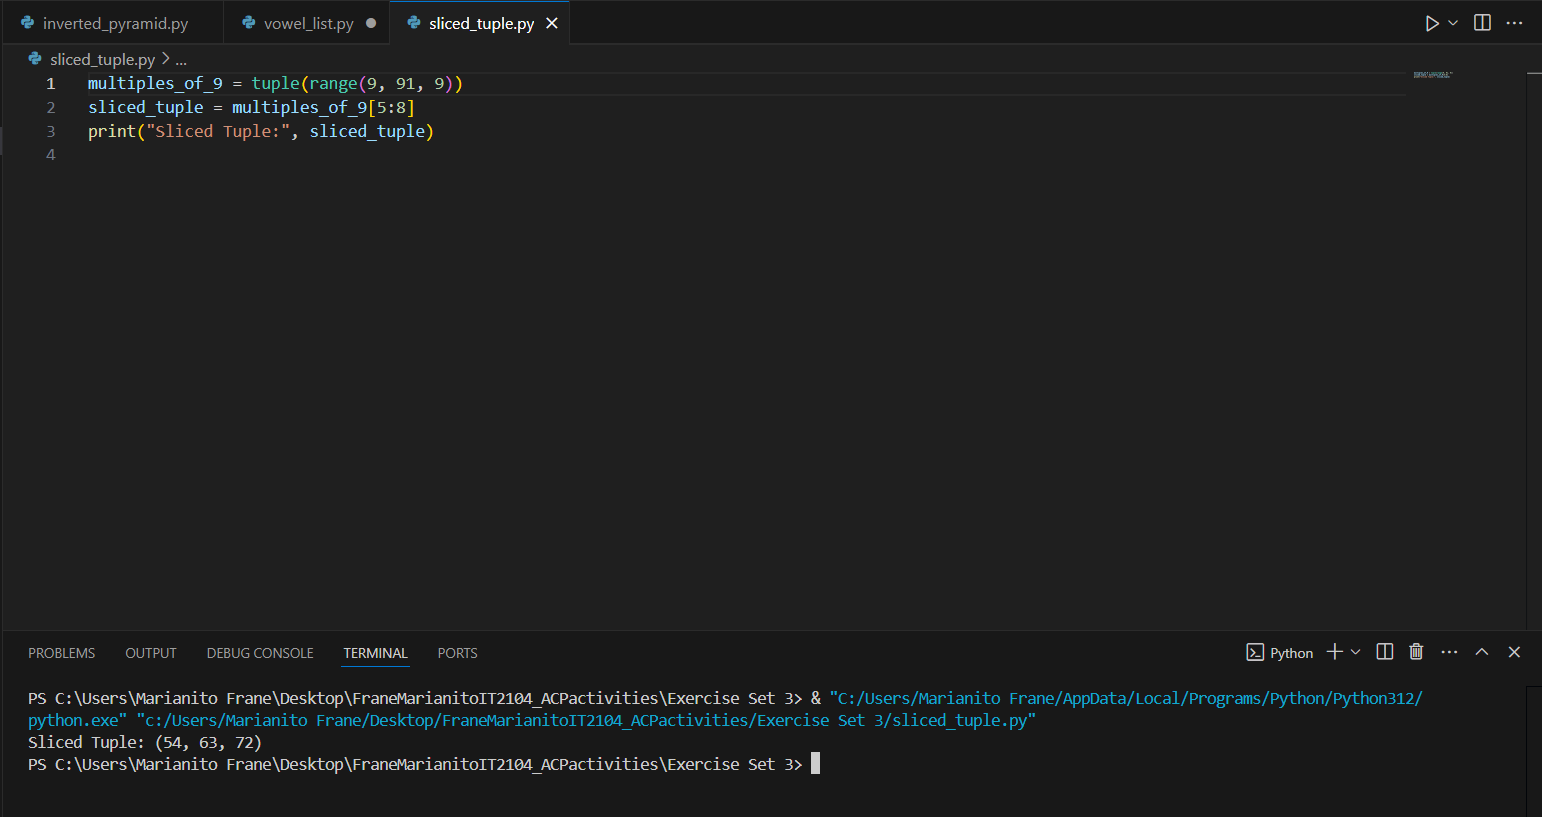 inverted_pyramid.py vowel_list.py sliced_tuple.py
sliced_tuple.py > ...
1 multiples_of_9 = tuple(range(9, 91, 9))
2 sliced_tuple = multiples_of_9[5:8]
3 print("Sliced Tuple:", sliced_tuple)
4
PROBLEMS OUTPUT DEBUG CONSOLE TERMINAL PORTS Python
PS C:\Users\Marianito Frane\Desktop\FraneMarianitoIT2104_ACPactivities\Exercise Set 3> & "C:/Users/Marianito Frane/AppData/Local/Programs/Python/Python312/
python.exe" "c:/Users/Marianito Frane/Desktop/FraneMarianitoIT2104_ACPactivities/Exercise Set 3/sliced_tuple.py"
Sliced Tuple: (54, 63, 72)
PS C:\Users\Marianito Frane\Desktop\FraneMarianitoIT2104_ACPactivities\Exercise Set 3>